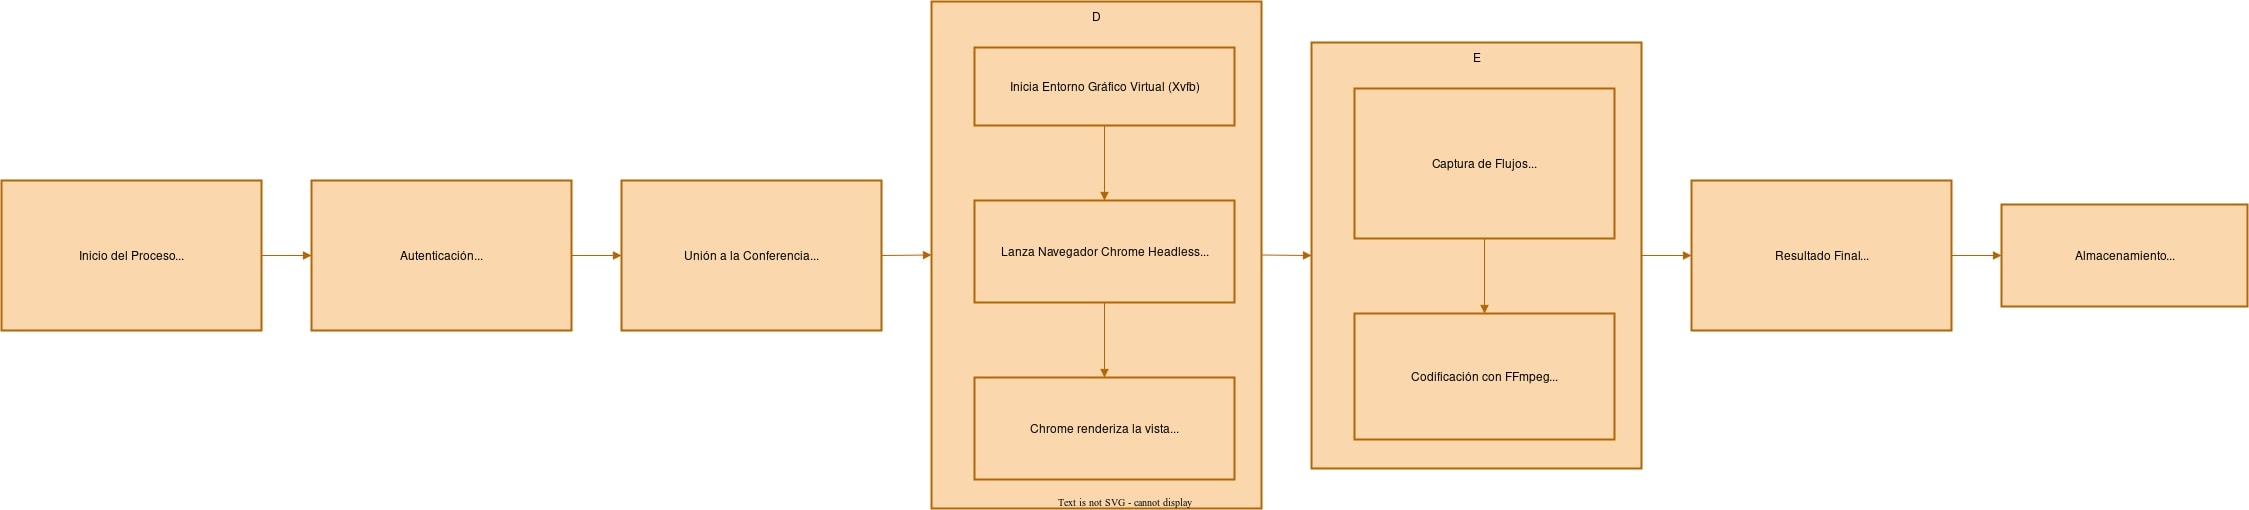 Inicio del Proceso...
Autenticación...
Unión a la Conferencia...
D
Inicia Entorno Gráfico Virtual (Xvfb)
Lanza Navegador Chrome Headless...
Chrome renderiza la vista...
E
Captura de Flujos...
Codificación con FFmpeg...
Resultado Final...
Almacenamiento...
Text is not SVG - cannot display